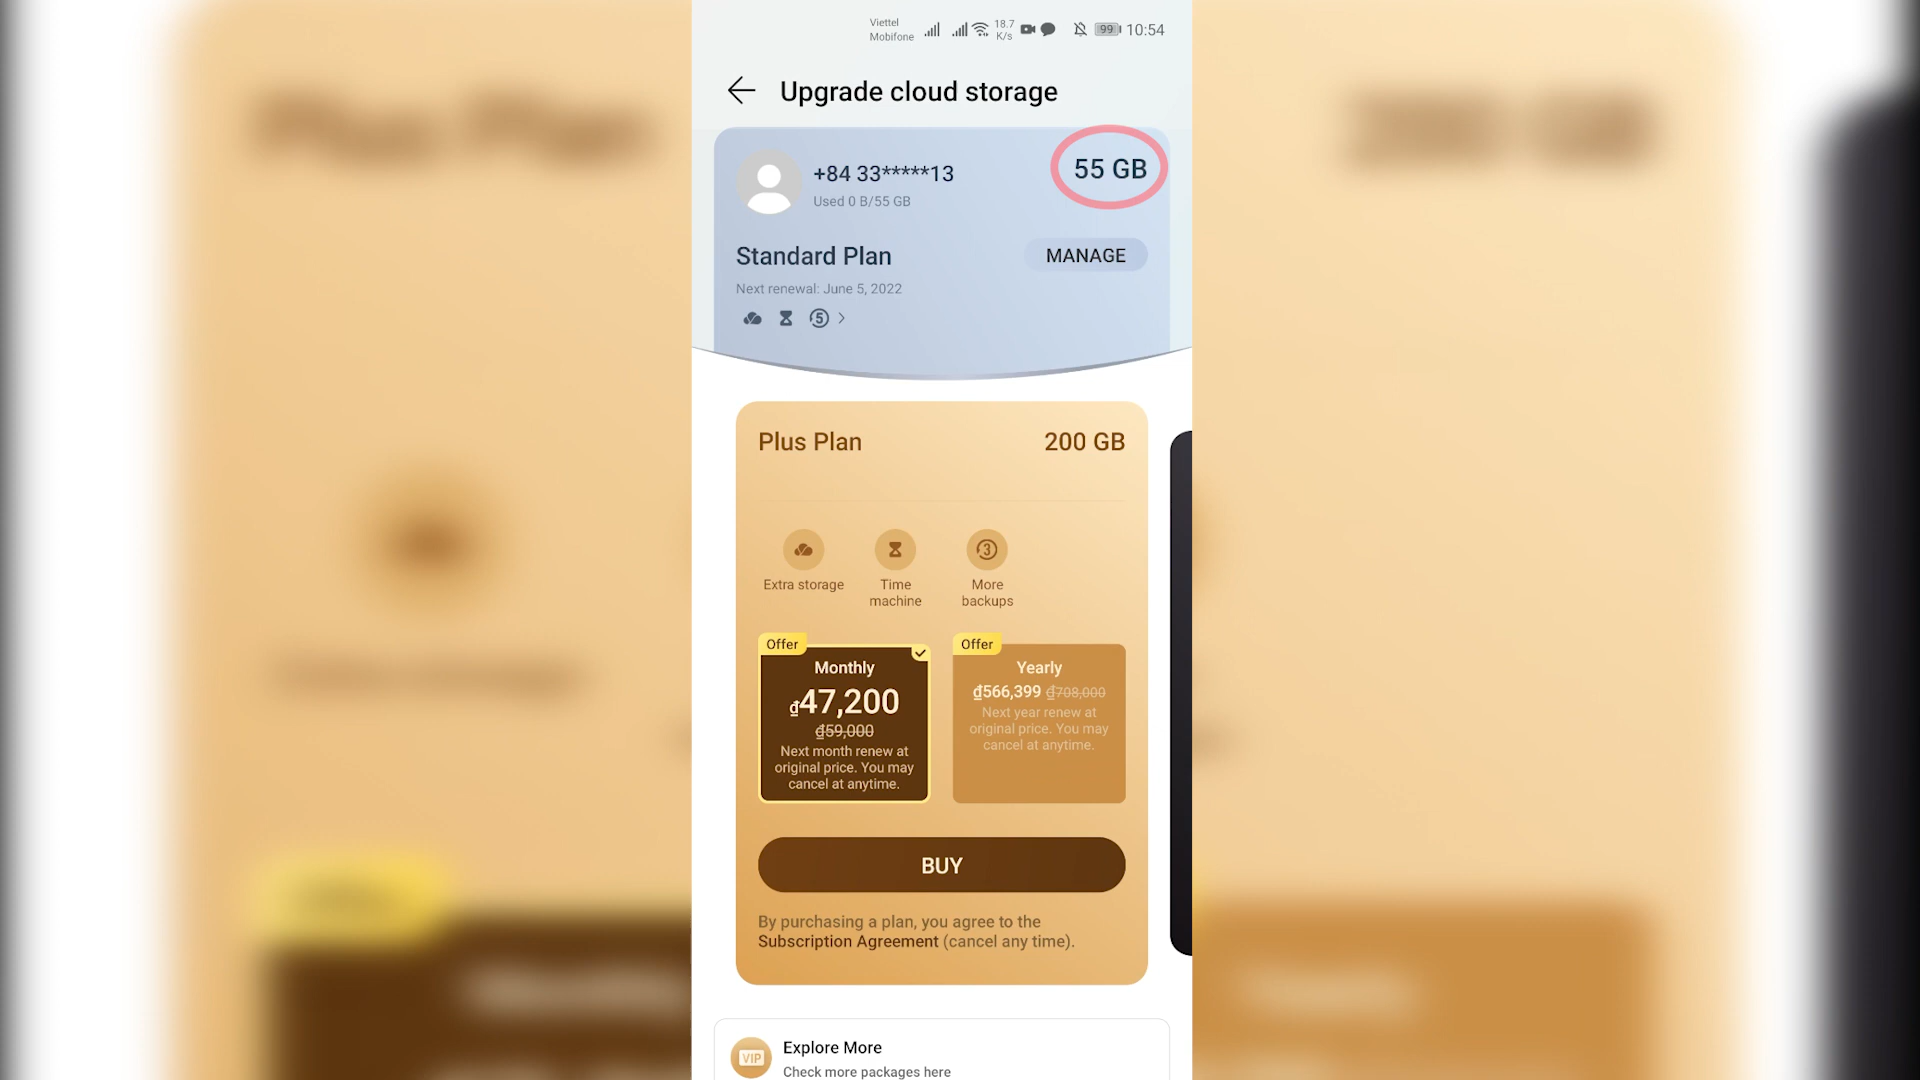 Viettel
Mobifone
18.7
K/s
99
10:54
Upgrade cloud storage
+84 33*****13
55 GB
Used 0 B/55 GB
Standard Plan
MANAGE
Next renewal: June 5, 2022
5
Plus Plan
200 GB
3
Extra storage
Time
machine
More
backups
Offer
Monthly
₫47,200
₫59,000
Next month renew at
original price. You may
cancel at anytime.
Offer
Yearly
₫566,399 ₫708,000
Next year renew at
original price. You may
cancel at anytime.
BUY
By purchasing a plan, you agree to the
Subscription Agreement (cancel any time).
VIP
Explore More
Check more packages here
Plus Plan
200 GB